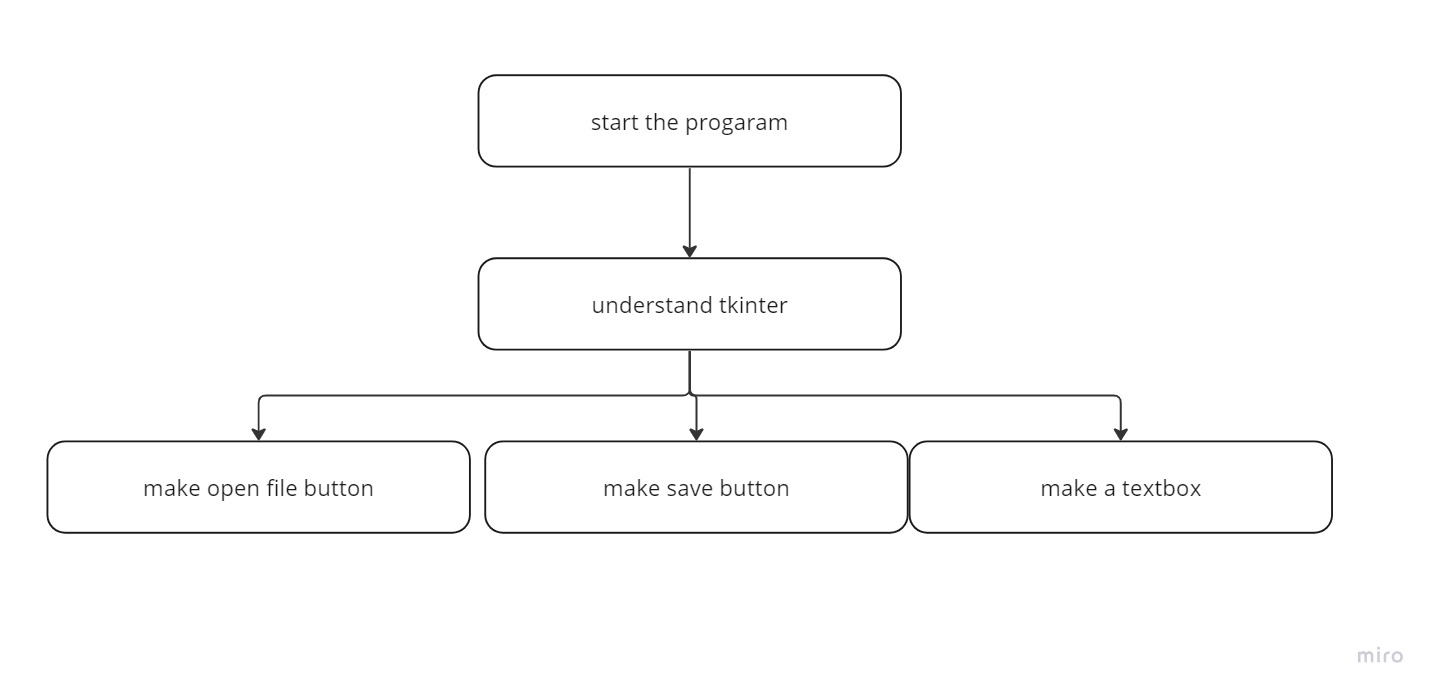 start the progaram
understand tkinter
make open file button
make save button
make a textbox
miro